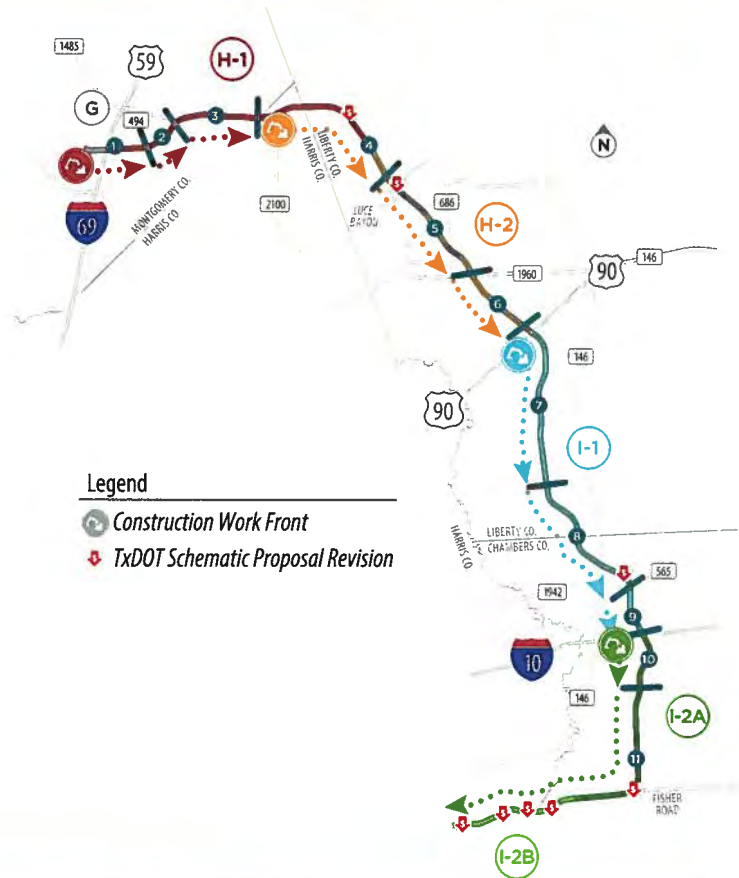 1485
59
H-1
G
494
3
2
1
4
N
LIBERTY CO.
HARRIS CO.
MONTGOMERY CO.
HARRIS CO
69
2100
LUCE
BAYOU
686
5
H-2
1960
90
146
6
146
90
7
I-1
Legend
Construction Work Front
TxDOT Schematic Proposal Revision
HARRIS CO
LIBERTY CO.
CHAMBERS CO.
8
565
1942
9
10
10
146
I-2A
11
FISHER
ROAD
I-2B